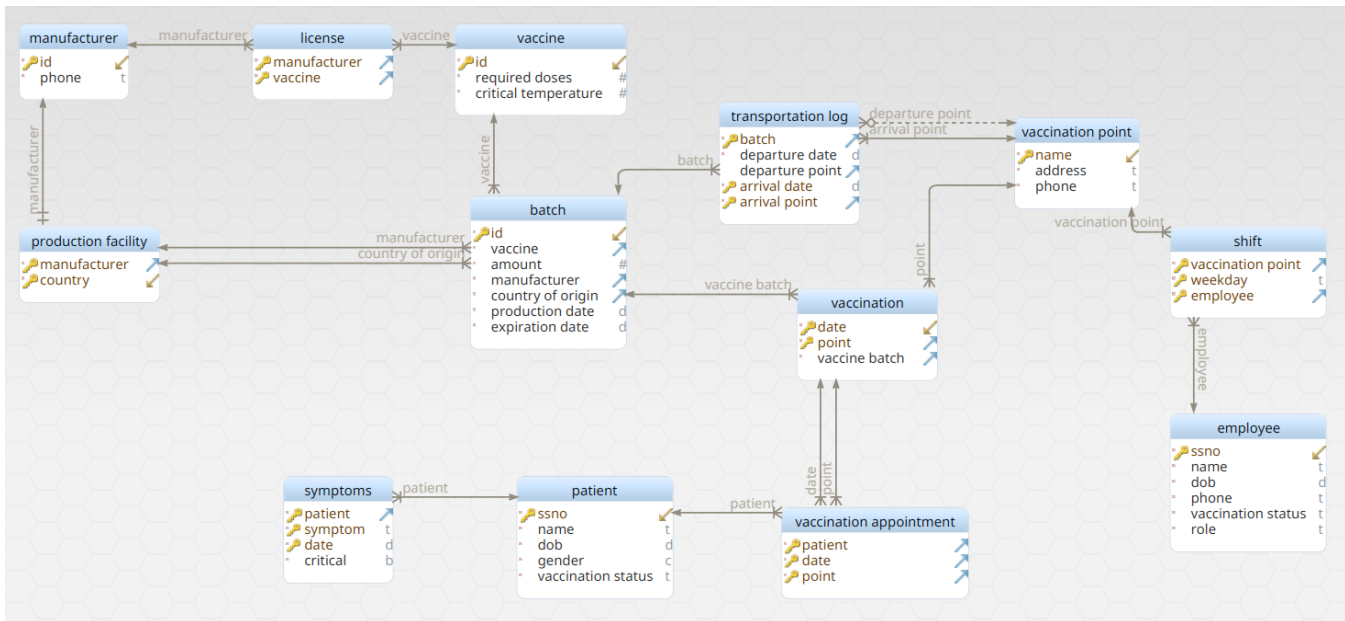 manufacturer
id
phone t
manufacturer
license
manufacturer
vaccine
vaccine
vaccine
id
required doses #
critical temperature #
manufacturer
vaccine
production facility
manufacturer
country
manufacturer
country of origin
batch
id
vaccine
amount #
manufacturer
country of origin
production date d
expiration date d
batch
transportation log
batch
departure date d
departure point
arrival date d
arrival point
departure point
arrival point
vaccination point
name
address t
phone t
vaccination point
shift
vaccination point
weekday t
employee
employee
employee
ssno
name t
dob d
phone t
vaccination status t
role t
point
vaccine batch
vaccination
date
point
vaccine batch
date
point
symptoms
patient
symptom t
date d
critical b
patient
patient
ssno
name t
dob d
gender c
vaccination status t
patient
vaccination appointment
patient
date
point